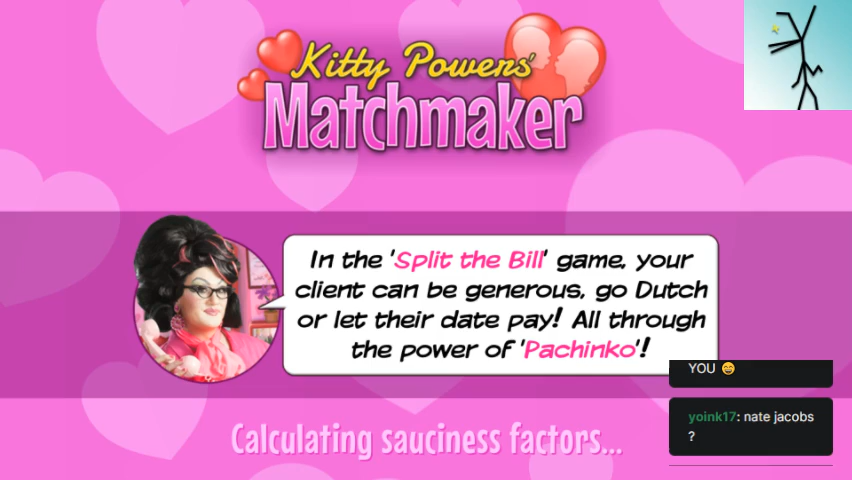 Kitty Powers'
Matchmaker
In the 'Split the Bill' game, your
client can be generous, go Dutch
or let their date pay! All through
the power of 'Pachinko'!
YOU 😄
yoink17: nate jacobs
?
Calculating sauciness factors...